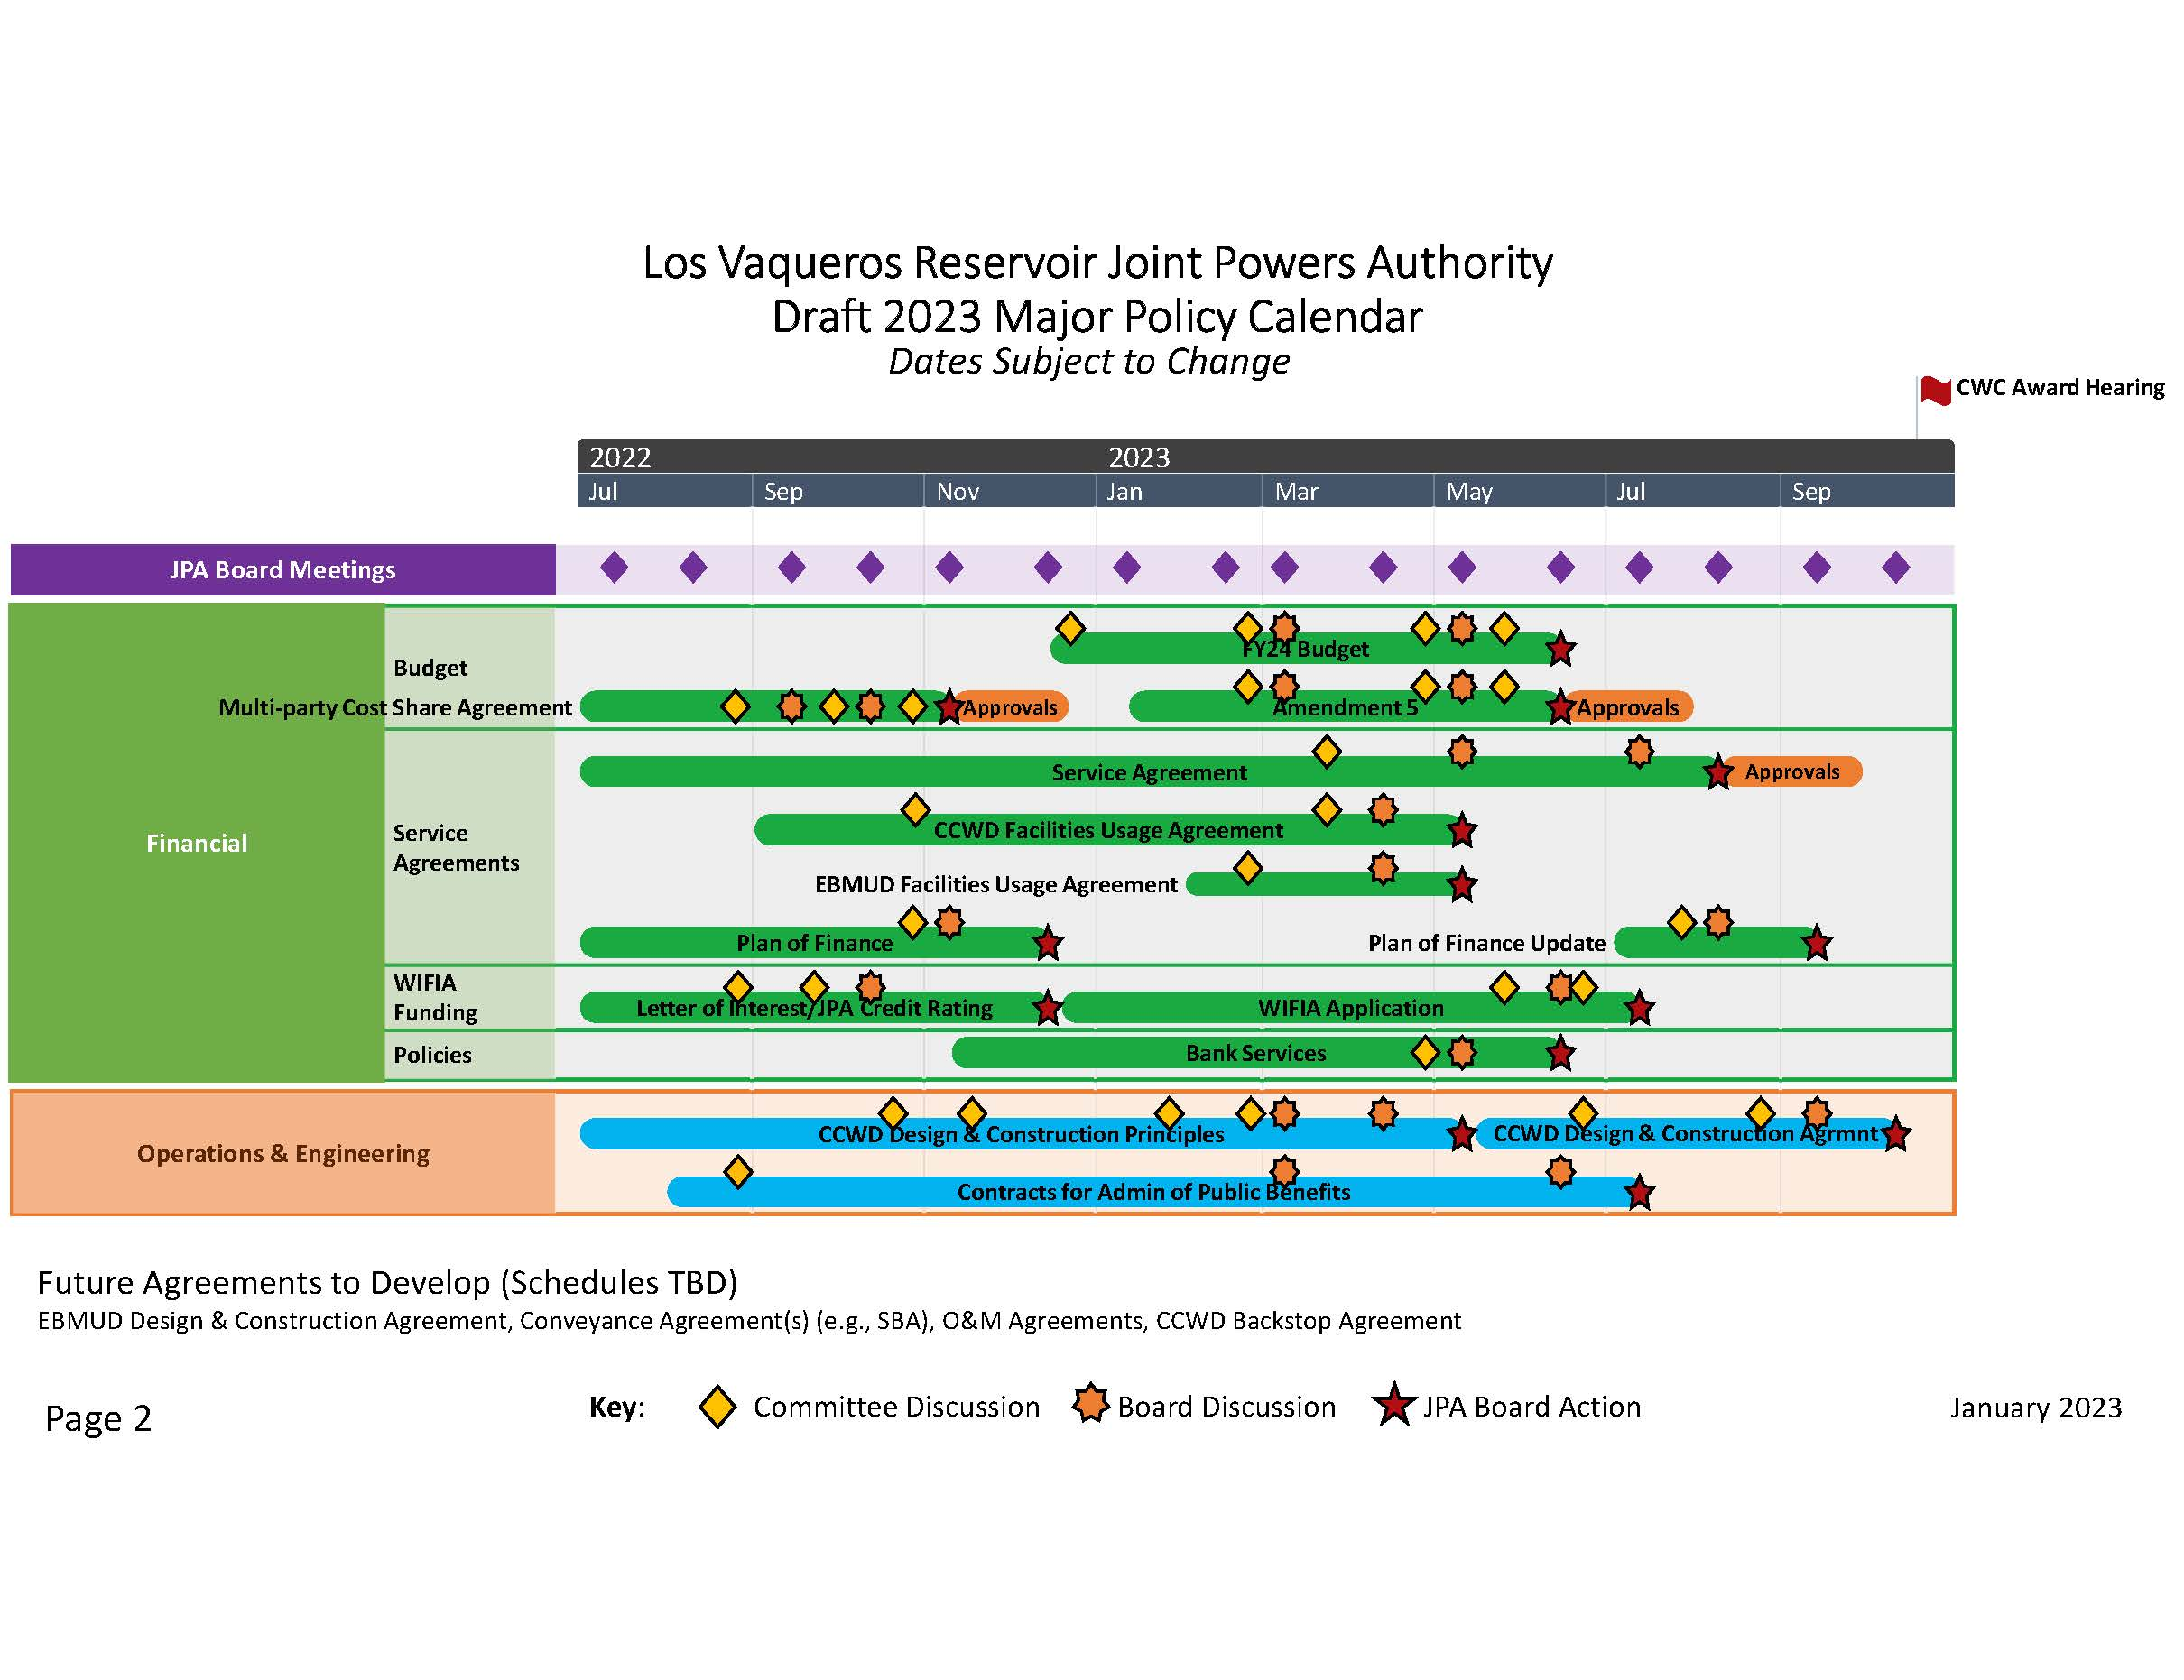 Los Vaqueros Reservoir Joint Powers Authority
Draft 2023 Major Policy Calendar
Dates Subject to Change
CWC Award Hearing
2022 2023
Jul Sep Nov Jan Mar May Jul Sep
JPA Board Meetings
Financial
Budget
FY24 Budget
Multi-party Cost Share Agreement
Approvals
Amendment 5
Approvals
Service
Agreements
Service Agreement
Approvals
CCWD Facilities Usage Agreement
EBMUD Facilities Usage Agreement
Plan of Finance
Plan of Finance Update
WIFIA
Funding
Letter of Interest/JPA Credit Rating
WIFIA Application
Policies
Bank Services
Operations & Engineering
CCWD Design & Construction Principles
CCWD Design & Construction Agrmnt
Contracts for Admin of Public Benefits
Future Agreements to Develop (Schedules TBD)
EBMUD Design & Construction Agreement, Conveyance Agreement(s) (e.g., SBA), O&M Agreements, CCWD Backstop Agreement
Page 2
Key: Committee Discussion Board Discussion JPA Board Action
January 2023